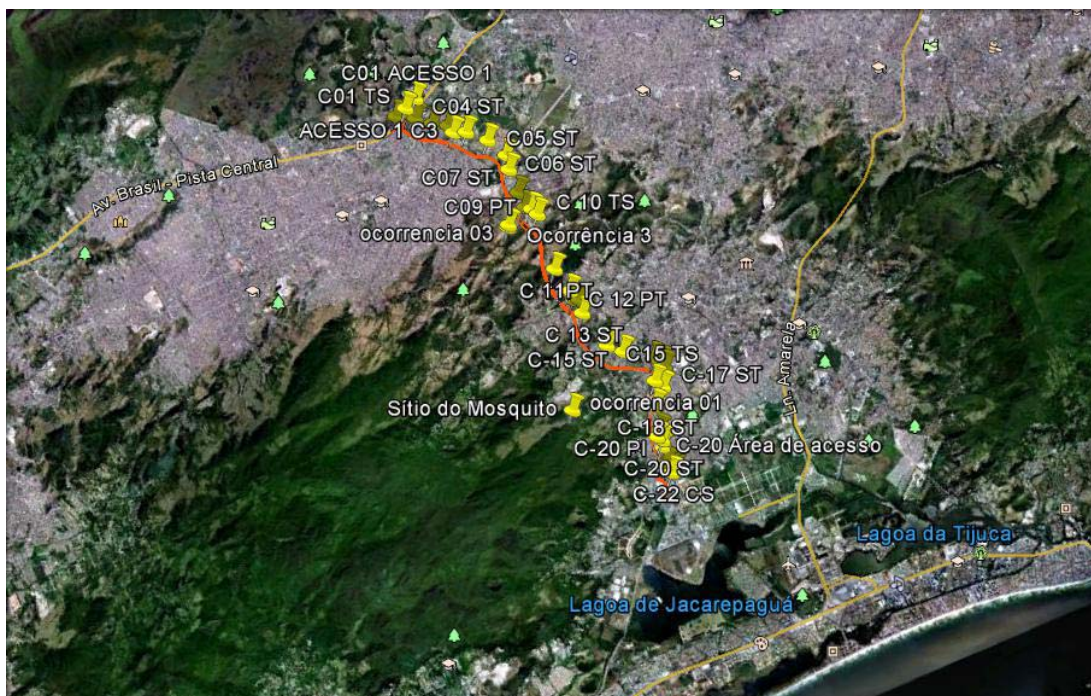 C01 ACESSO 1
C01 TS
C04 ST
ACESSO 1 C3
C05 ST
C06 ST
Av. Brasil - Pista Central
C07 ST
C09 PT
C 10 TS
ocorrencia 03
Ocorrência 3
C 11PT
C 12 PT
C 13 ST
C15 TS
C-15 ST
C-17 ST
Ln. Amarela
Sítio do Mosquito
ocorrencia 01
C-18 ST
C-20 PI
C-20 Área de acesso
C-20 ST
C-22 CS
Lagoa da Tijuca
Lagoa de Jacarepaguá